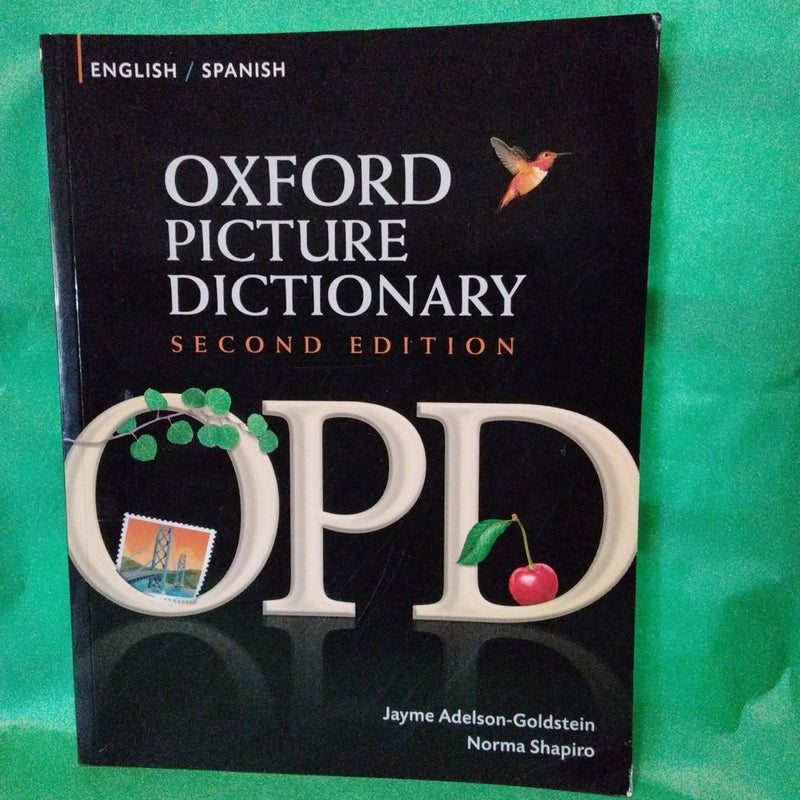 ENGLISH / SPANISH
OXFORD
PICTURE
DICTIONARY
SECOND EDITION
OPD
Jayme Adelson-Goldstein
Norma Shapiro